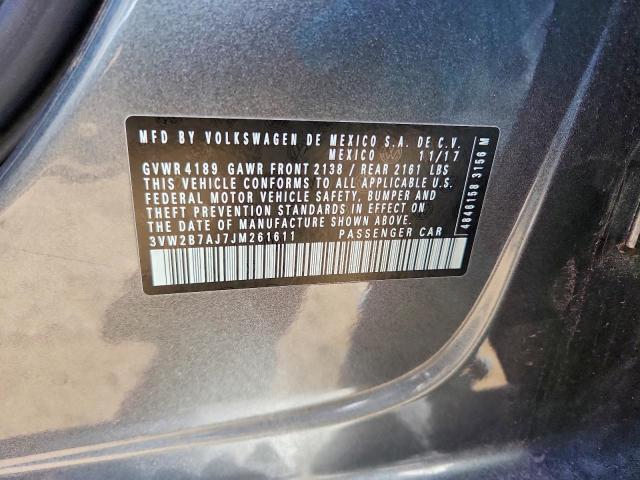 MFD BY VOLKSWAGEN DE MEXICO S.A. DE C.V.
MEXICO 11/17
GVWR 4189 GAWR FRONT 2138 / REAR 2161 LBS
THIS VEHICLE CONFORMS TO ALL APPLICABLE
FEDERAL MOTOR VEHICLE SAFETY, BUMPER AND
THEFT PREVENTION STANDARDS IN EFFECT ON THE
DATE OF MANUFACTURE SHOWN ABOVE.
3VW2B7AJ7JM261611 PASSENGER CAR
4846158 3156 M